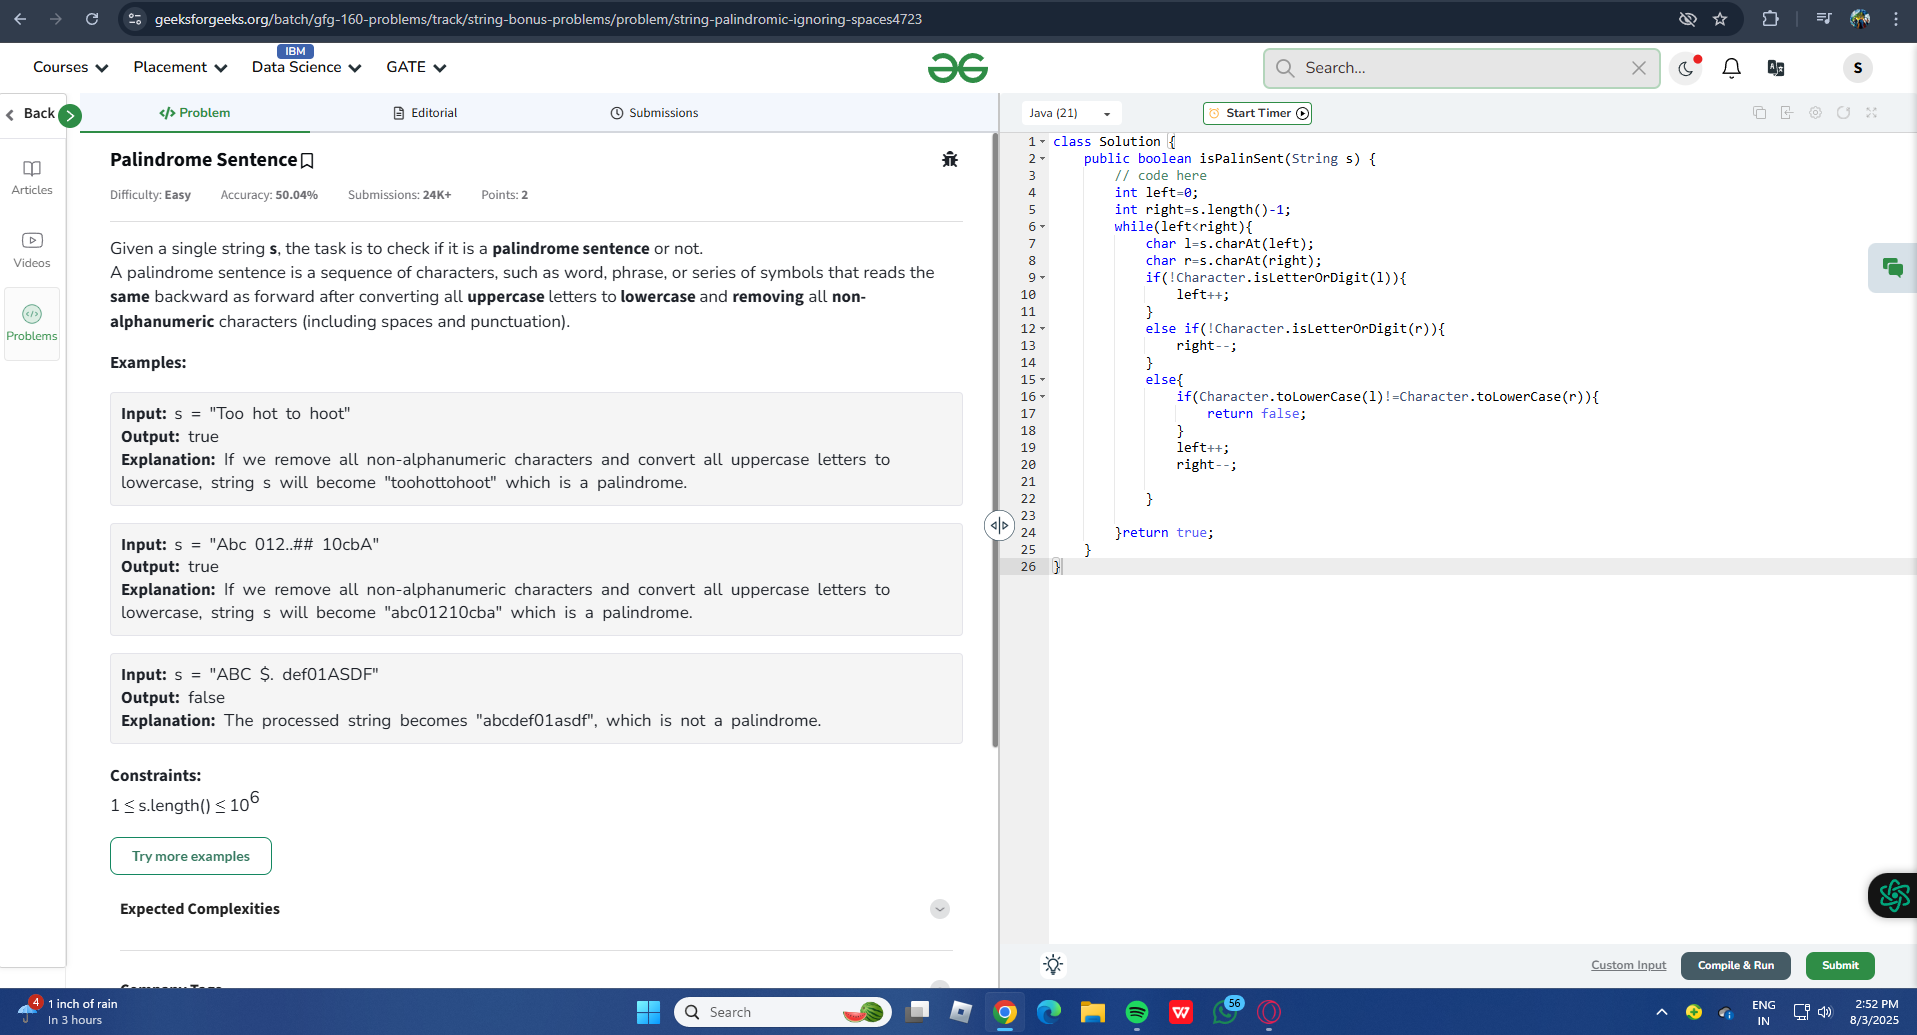 geeksforgeeks.org/batch/gfg-160-problems/track/string-bonus-problems/problem/string-palindromic-ignoring-spaces4723
IBM
Courses Placement Data Science GATE
Search...
S
Back
Problem Editorial Submissions
Java (21)
Start Timer
Articles
Videos
Problems
Palindrome Sentence
Difficulty: Easy Accuracy: 50.04% Submissions: 24K+ Points: 2
Given a single string s, the task is to check if it is a palindrome sentence or not.
A palindrome sentence is a sequence of characters, such as word, phrase, or series of symbols that reads the
same backward as forward after converting all uppercase letters to lowercase and removing all non-
alphanumeric characters (including spaces and punctuation).
Examples:
Input: s = "Too hot to hoot"
Output: true
Explanation: If we remove all non-alphanumeric characters and convert all uppercase letters to
lowercase, string s will become "toohottohoot" which is a palindrome.
Input: s = "Abc 012..## 10cbA"
Output: true
Explanation: If we remove all non-alphanumeric characters and convert all uppercase letters to
lowercase, string s will become "abc01210cba" which is a palindrome.
Input: s = "ABC $. def01ASDF"
Output: false
Explanation: The processed string becomes "abcdef01asdf", which is not a palindrome.
Constraints:
1 ≤ s.length() ≤ 10^6
Try more examples
Expected Complexities
Company Tags
1 class Solution {
2 public boolean isPalinSent(String s) {
3 // code here
4 int left=0;
5 int right=s.length()-1;
6 while(left<right){
7 char l=s.charAt(left);
8 char r=s.charAt(right);
9 if(!Character.isLetterOrDigit(l)){
10 left++;
11 }
12 else if(!Character.isLetterOrDigit(r)){
13 right--;
14 }
15 else{
16 if(Character.toLowerCase(l)!=Character.toLowerCase(r)){
17 return false;
18 }
19 left++;
20 right--;
21
22 }
23
24 }return true;
25 }
26 }
Custom Input Compile & Run Submit
4
1 inch of rain
In 3 hours
Search
56
ENG
IN
2:52 PM
8/3/2025